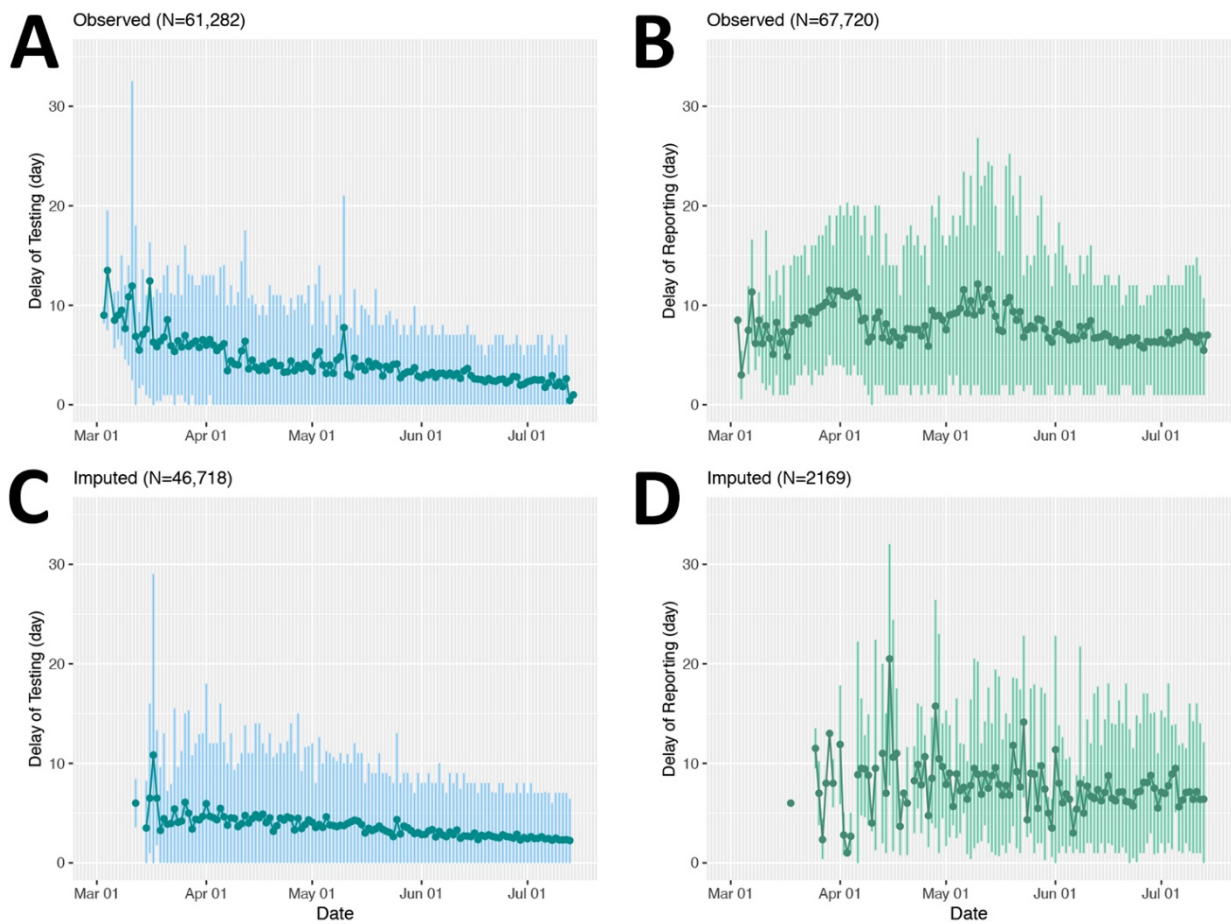 A
Observed (N=61,282)
Delay of Testing (day)
30
20
10
0
Mar 01 Apr 01 May 01 Jun 01 Jul 01
B
Observed (N=67,720)
Delay of Reporting (day)
30
20
10
0
Mar 01 Apr 01 May 01 Jun 01 Jul 01
C
Imputed (N=46,718)
Delay of Testing (day)
30
20
10
0
Mar 01 Apr 01 May 01 Jun 01 Jul 01
Date
D
Imputed (N=2169)
Delay of Reporting (day)
30
20
10
0
Mar 01 Apr 01 May 01 Jun 01 Jul 01
Date